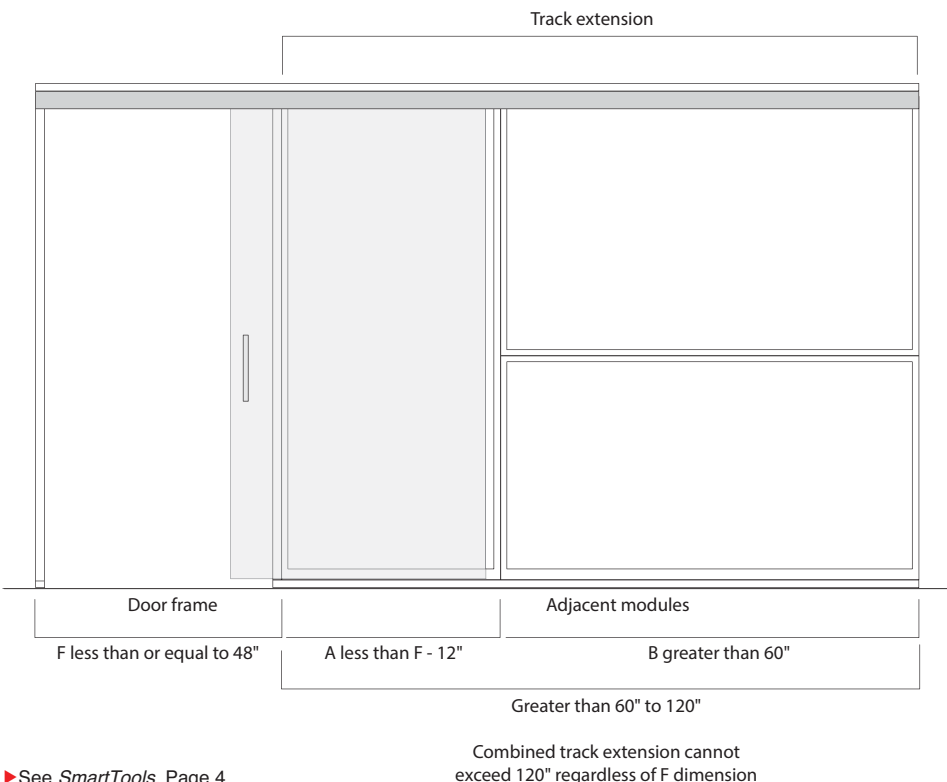 Track extension
Door frame
Adjacent modules
F less than or equal to 48"
A less than F - 12"
B greater than 60"
Greater than 60" to 120"
Combined track extension cannot
exceed 120" regardless of F dimension
▶See SmartTools, Page 4